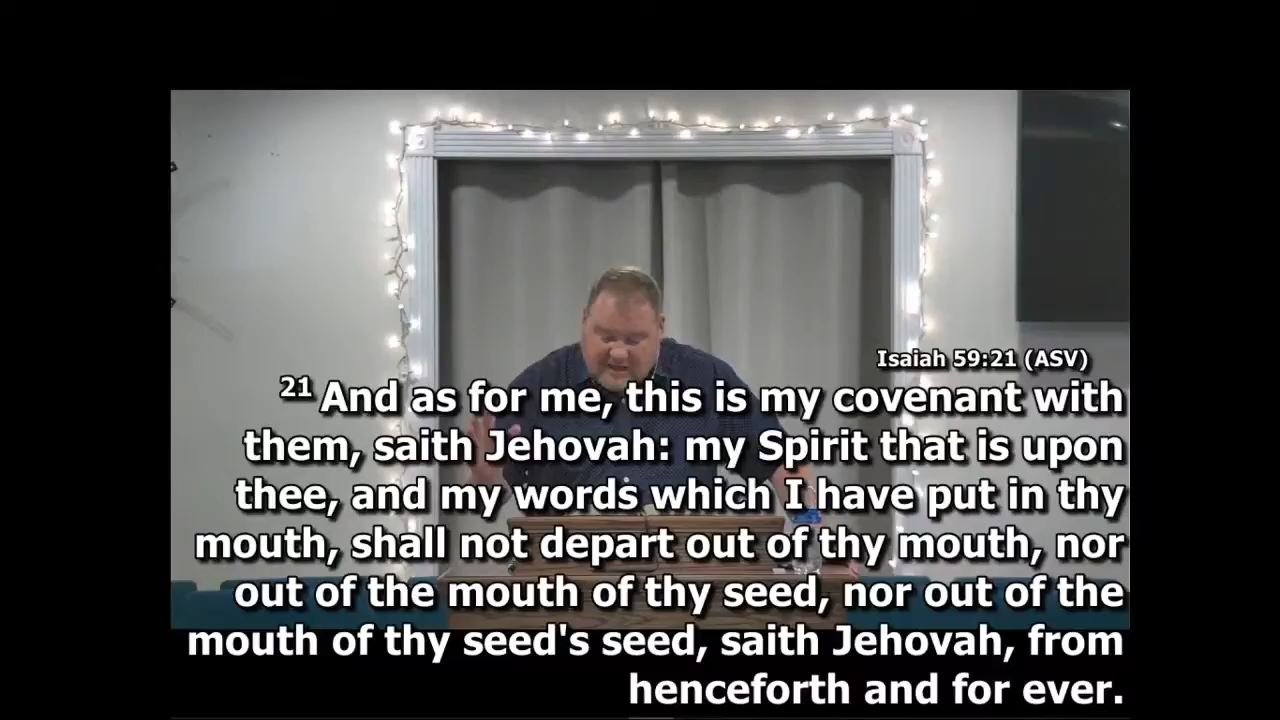 Isaiah 59:21 (ASV)
21 And as for me, this is my covenant with
them, saith Jehovah: my Spirit that is upon
thee, and my words which I have put in thy
mouth, shall not depart out of thy mouth, nor
out of the mouth of thy seed, nor out of the
mouth of thy seed's seed, saith Jehovah, from
henceforth and for ever.